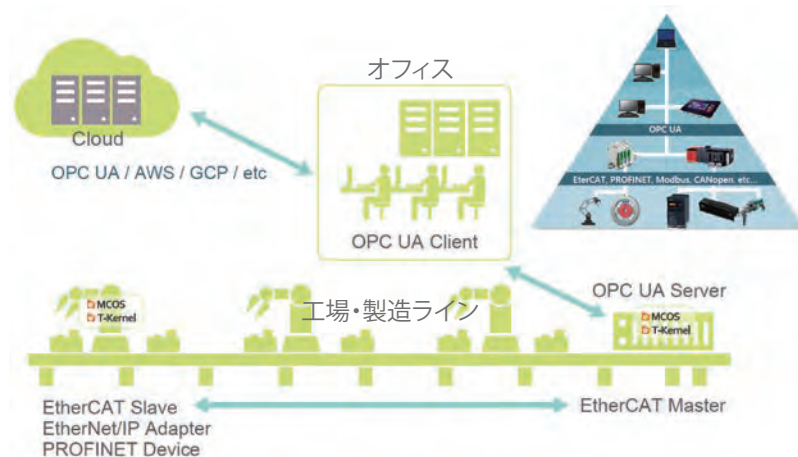 オフィス
Cloud
OPC UA / AWS / GCP / etc
OPC UA Client
OPC UA
EterCAT, PROFINET, Modbus, CANopen, etc...
工場・製造ライン
MCOS
T-Kernel
OPC UA Server
MCOS
T-Kernel
EtherCAT Slave
EtherNet/IP Adapter
PROFINET Device
EtherCAT Master